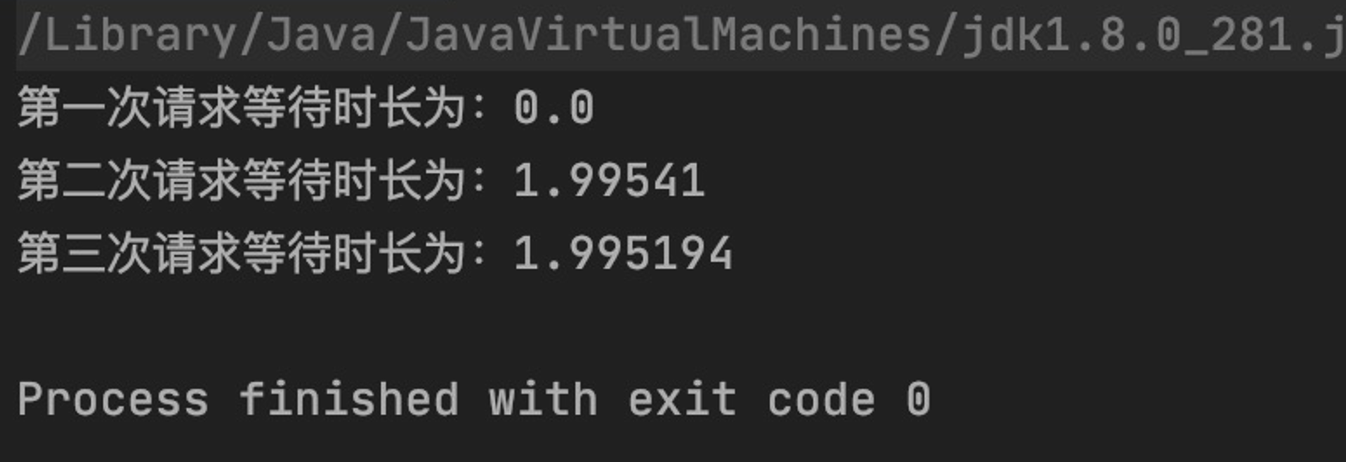 /Library/Java/JavaVirtualMachines/jdk1.8.0_281.j
第一次请求等待时长为：0.0
第二次请求等待时长为：1.99541
第三次请求等待时长为：1.995194
Process finished with exit code 0